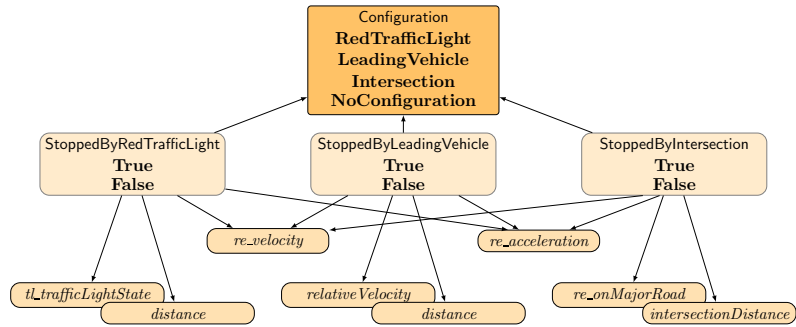 Configuration
RedTrafficLight
LeadingVehicle
Intersection
NoConfiguration
StoppedByRedTrafficLight
True
False
StoppedByLeadingVehicle
True
False
StoppedByIntersection
True
False
re_velocity
re_acceleration
tl_trafficLightState
distance
relativeVelocity
distance
re_onMajorRoad
intersectionDistance